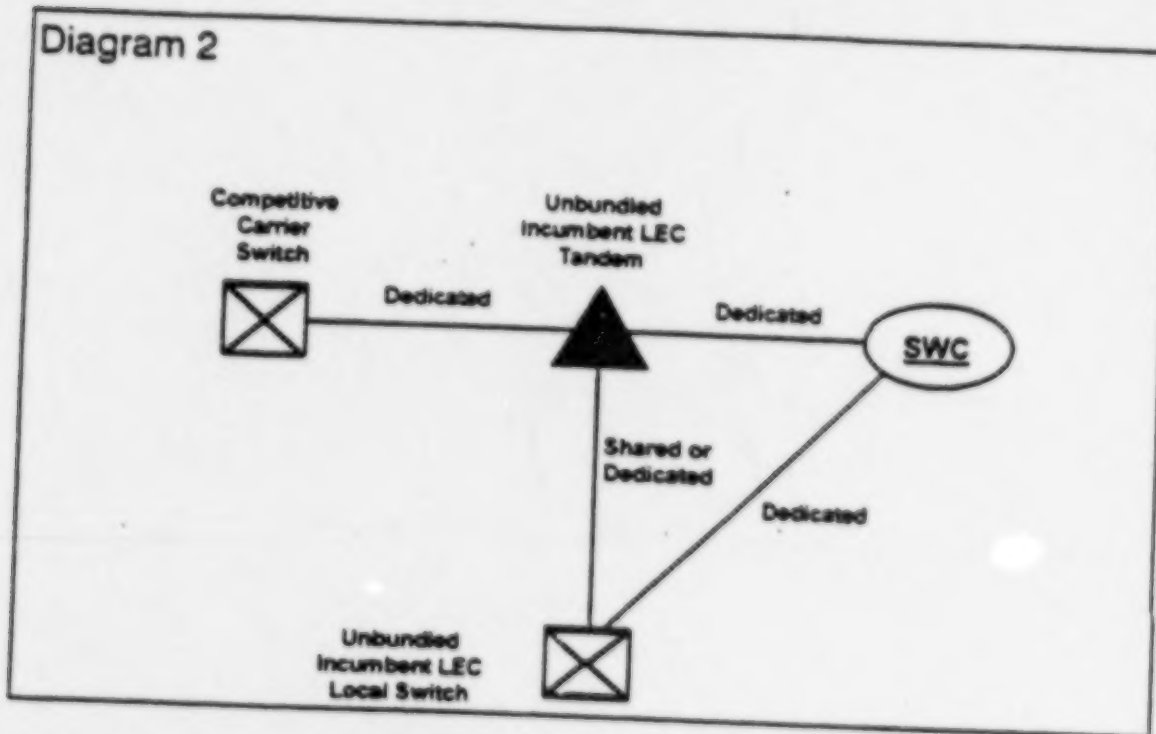 Diagram 2
Competitive
Carrier
Switch
Unbundled
Incumbent LEC
Tandem
Dedicated
Dedicated
SWC
Shared or
Dedicated
Dedicated
Unbundled
Incumbent LEC
Local Switch